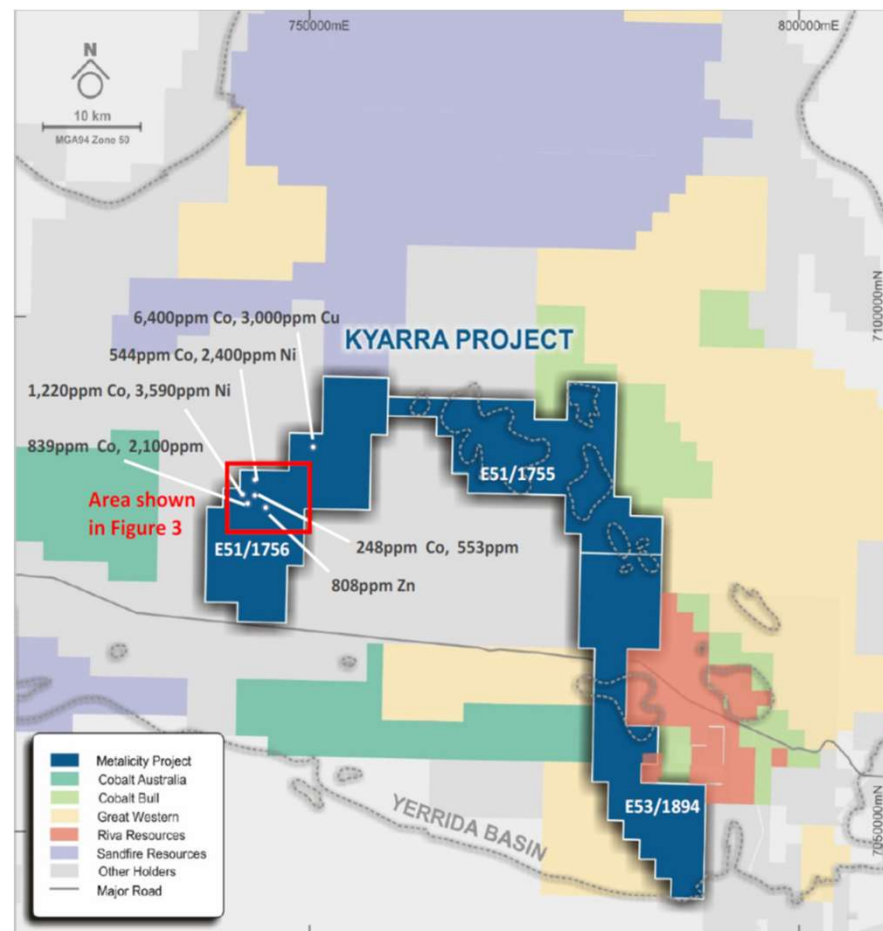 750000mE
800000mE
N
10 km
MGA94 Zone 50
7100000mN
6,400ppm Co, 3,000ppm Cu
KYARRA PROJECT
544ppm Co, 2,400ppm Ni
1,220ppm Co, 3,590ppm Ni
839ppm Co, 2,100ppm
Area shown
in Figure 3
E51/1755
E51/1756
248ppm Co, 553ppm
808ppm Zn
Metalicity Project
Cobalt Australia
Cobalt Bull
Great Western
Riva Resources
Sandfire Resources
Other Holders
Major Road
YERRIDA BASIN
E53/1894
7050000mN